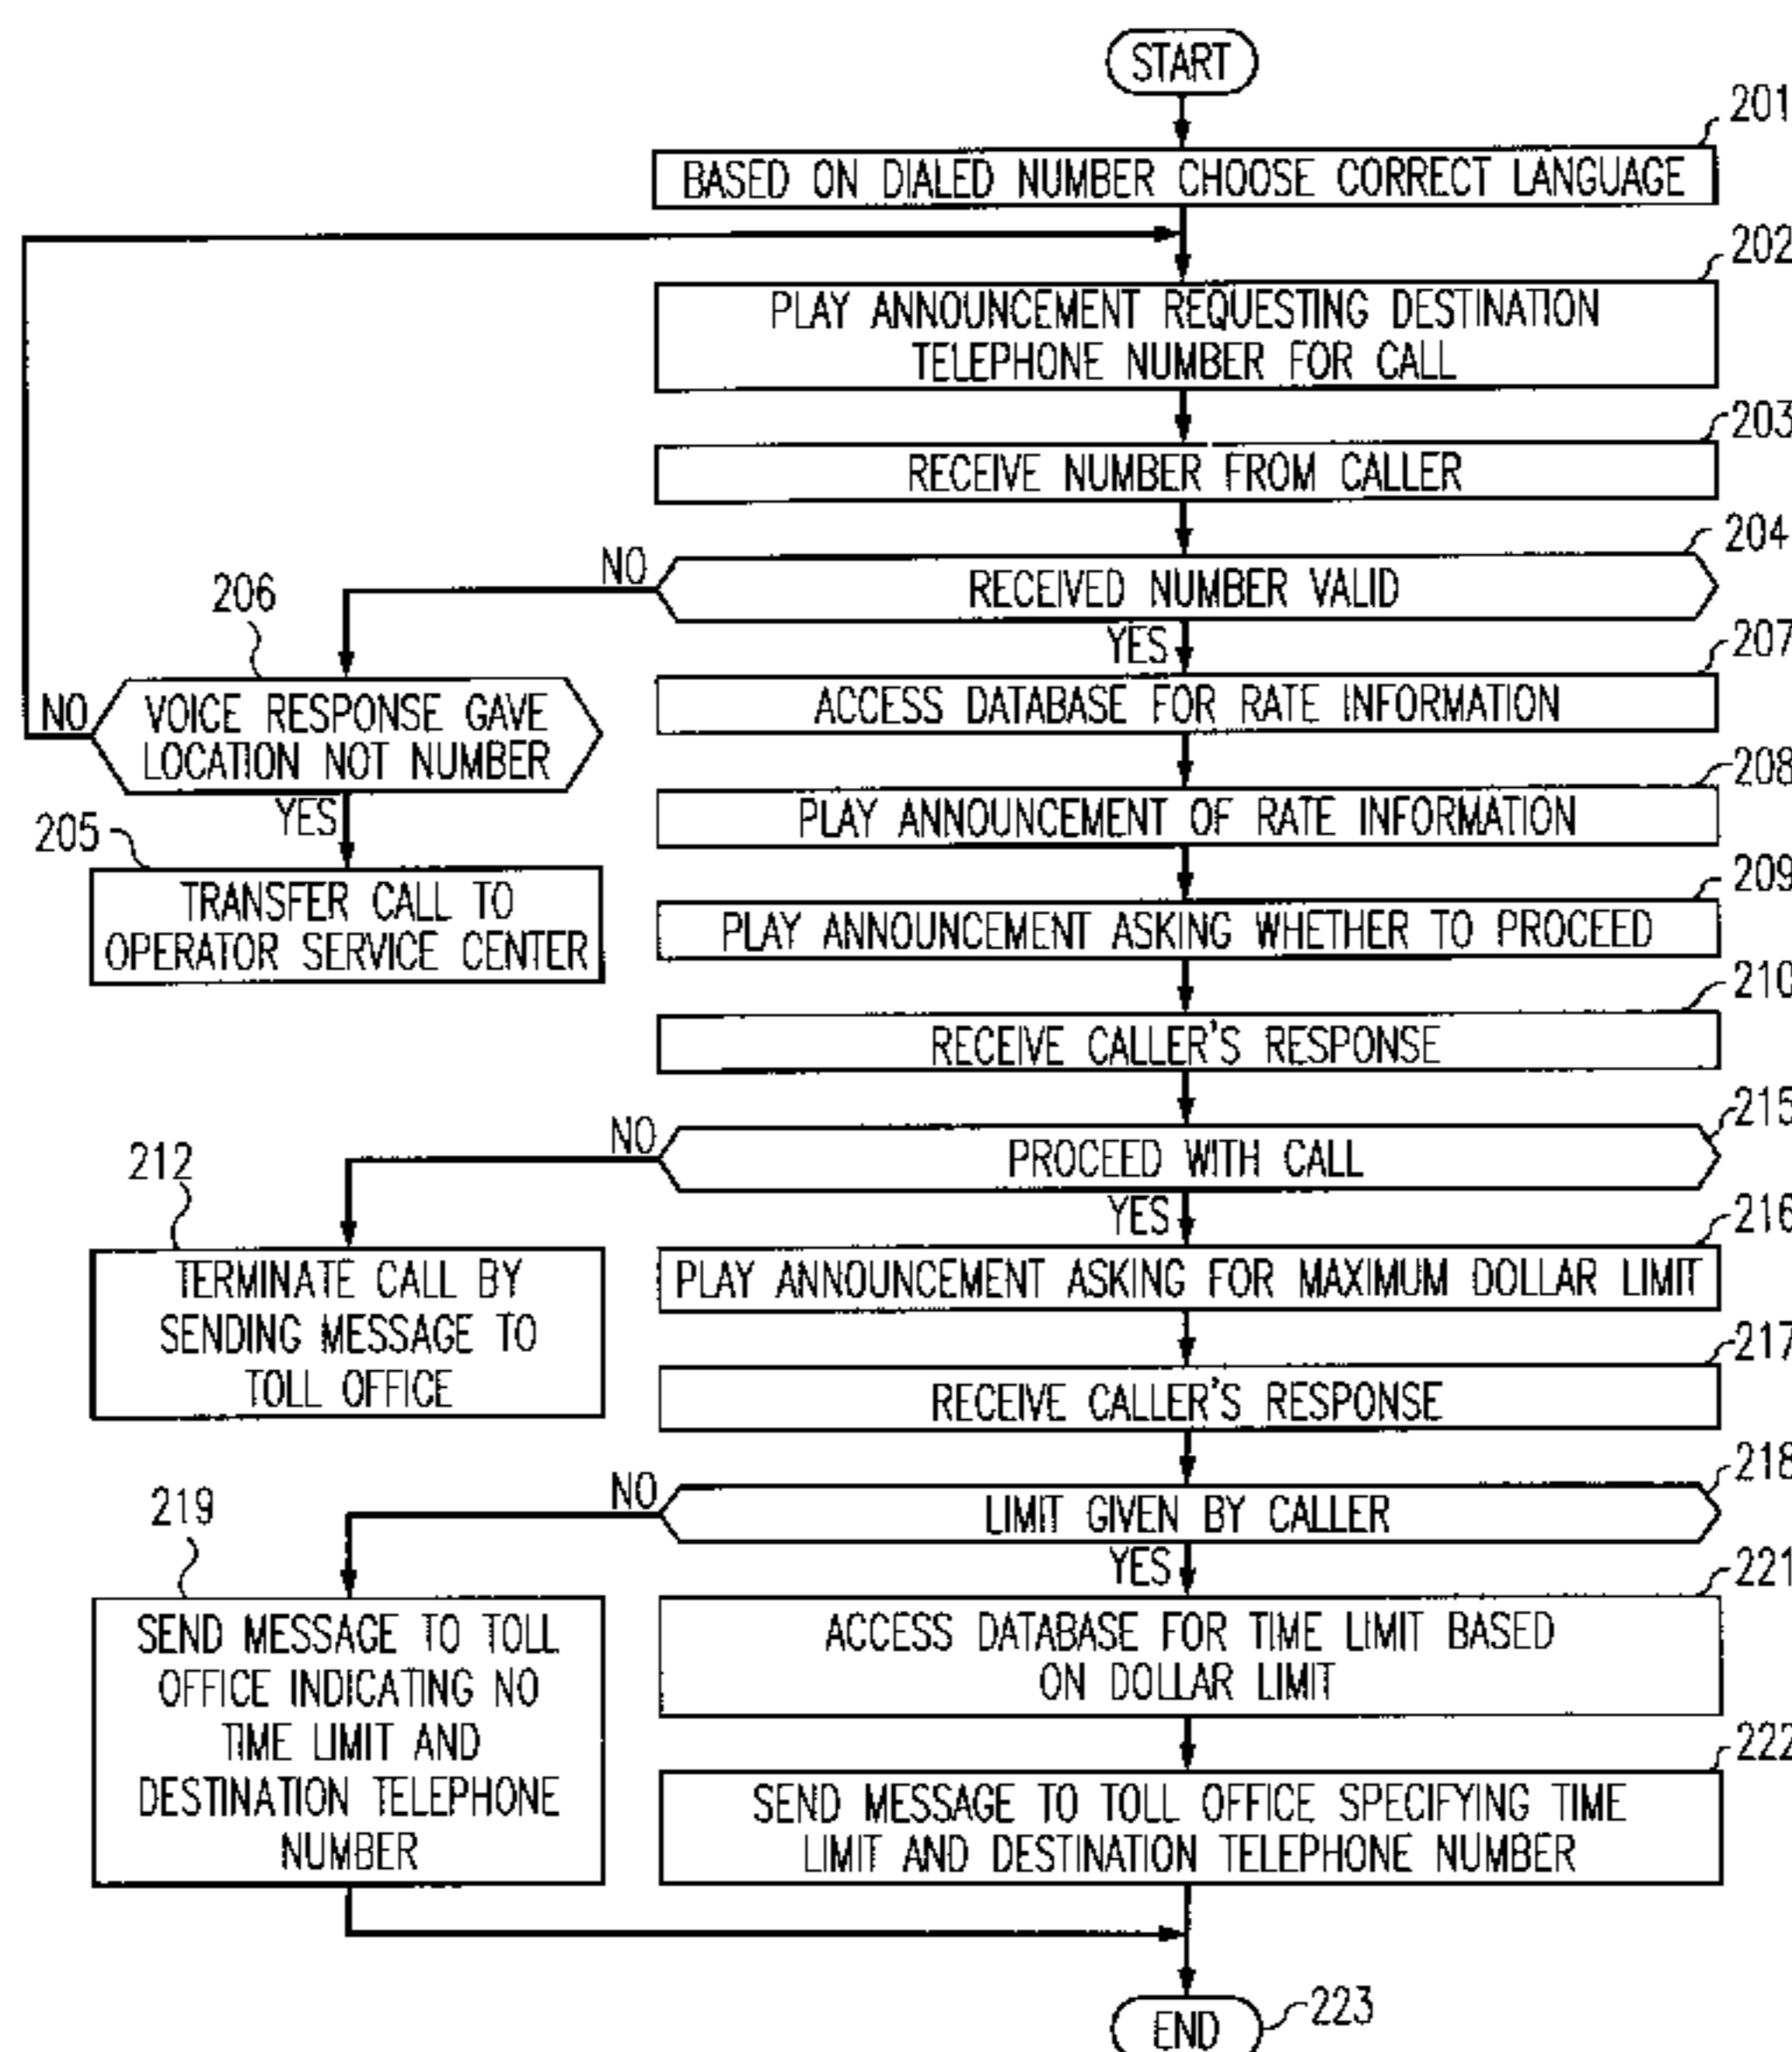 START
201
BASED ON DIALED NUMBER CHOOSE CORRECT LANGUAGE
202
PLAY ANNOUNCEMENT REQUESTING DESTINATION
TELEPHONE NUMBER FOR CALL
203
RECEIVE NUMBER FROM CALLER
204
RECEIVED NUMBER VALID
NO
YES
206
VOICE RESPONSE GAVE
LOCATION NOT NUMBER
NO
YES
205
TRANSFER CALL TO
OPERATOR SERVICE CENTER
207
ACCESS DATABASE FOR RATE INFORMATION
208
PLAY ANNOUNCEMENT OF RATE INFORMATION
209
PLAY ANNOUNCEMENT ASKING WHETHER TO PROCEED
210
RECEIVE CALLER'S RESPONSE
215
PROCEED WITH CALL
NO
YES
212
TERMINATE CALL BY
SENDING MESSAGE TO
TOLL OFFICE
216
PLAY ANNOUNCEMENT ASKING FOR MAXIMUM DOLLAR LIMIT
217
RECEIVE CALLER'S RESPONSE
218
LIMIT GIVEN BY CALLER
NO
YES
219
SEND MESSAGE TO TOLL
OFFICE INDICATING NO
TIME LIMIT AND
DESTINATION TELEPHONE
NUMBER
221
ACCESS DATABASE FOR TIME LIMIT BASED
ON DOLLAR LIMIT
222
SEND MESSAGE TO TOLL OFFICE SPECIFYING TIME
LIMIT AND DESTINATION TELEPHONE NUMBER
END
223